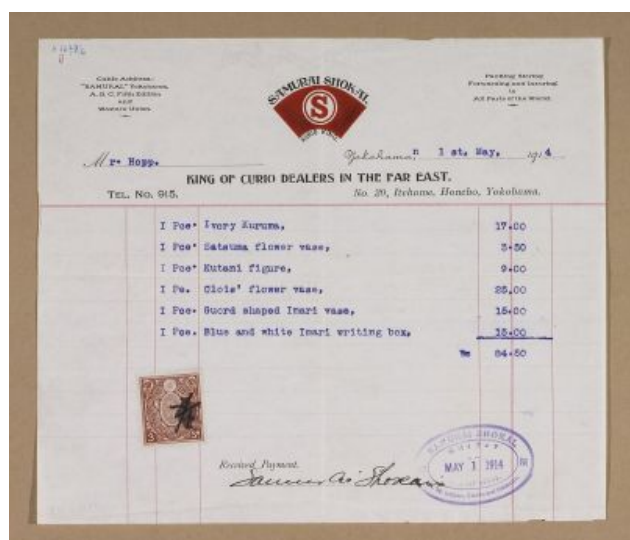 Cable Address:
"SAMURAI" Yokohama,
A. B. C. Fifth Edition
and
Western Union.
SAMURAI SHOKAI
S
Packing Storing
Forwarding and Insuring
to
All Parts of the World.
Yokohama, 1 st. May, 1914
Mr. Hopp.
KING OF CURIO DEALERS IN THE FAR EAST.
TEL. NO. 915.
No. 20, Itchome, Honcho, Yokohama.
I Pce. Ivory Kuruma, 17.00
I Pce. Satsuma flower vase, 3.50
I Pce. Kutani figure, 9.00
I Pc. Clois' flower vase, 25.00
I Pce. Guord shaped Imari vase, 15.00
I Pce. Blue and white Imari writing box, 15.00
84.50
Received Payment.
Samurai Shokai
SAMURAI SHOKAI
MAY 1 1914